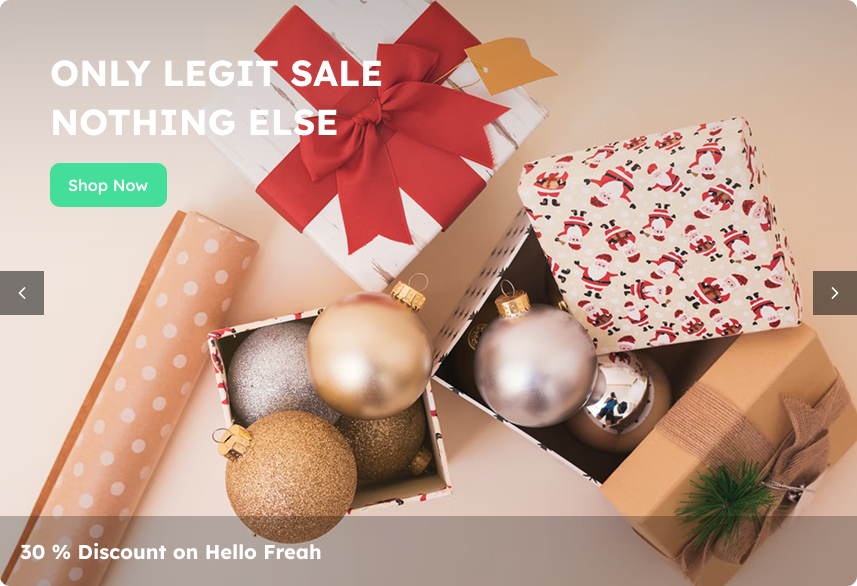 ONLY LEGIT SALE
NOTHING ELSE
Shop Now
30 % Discount on Hello Freah